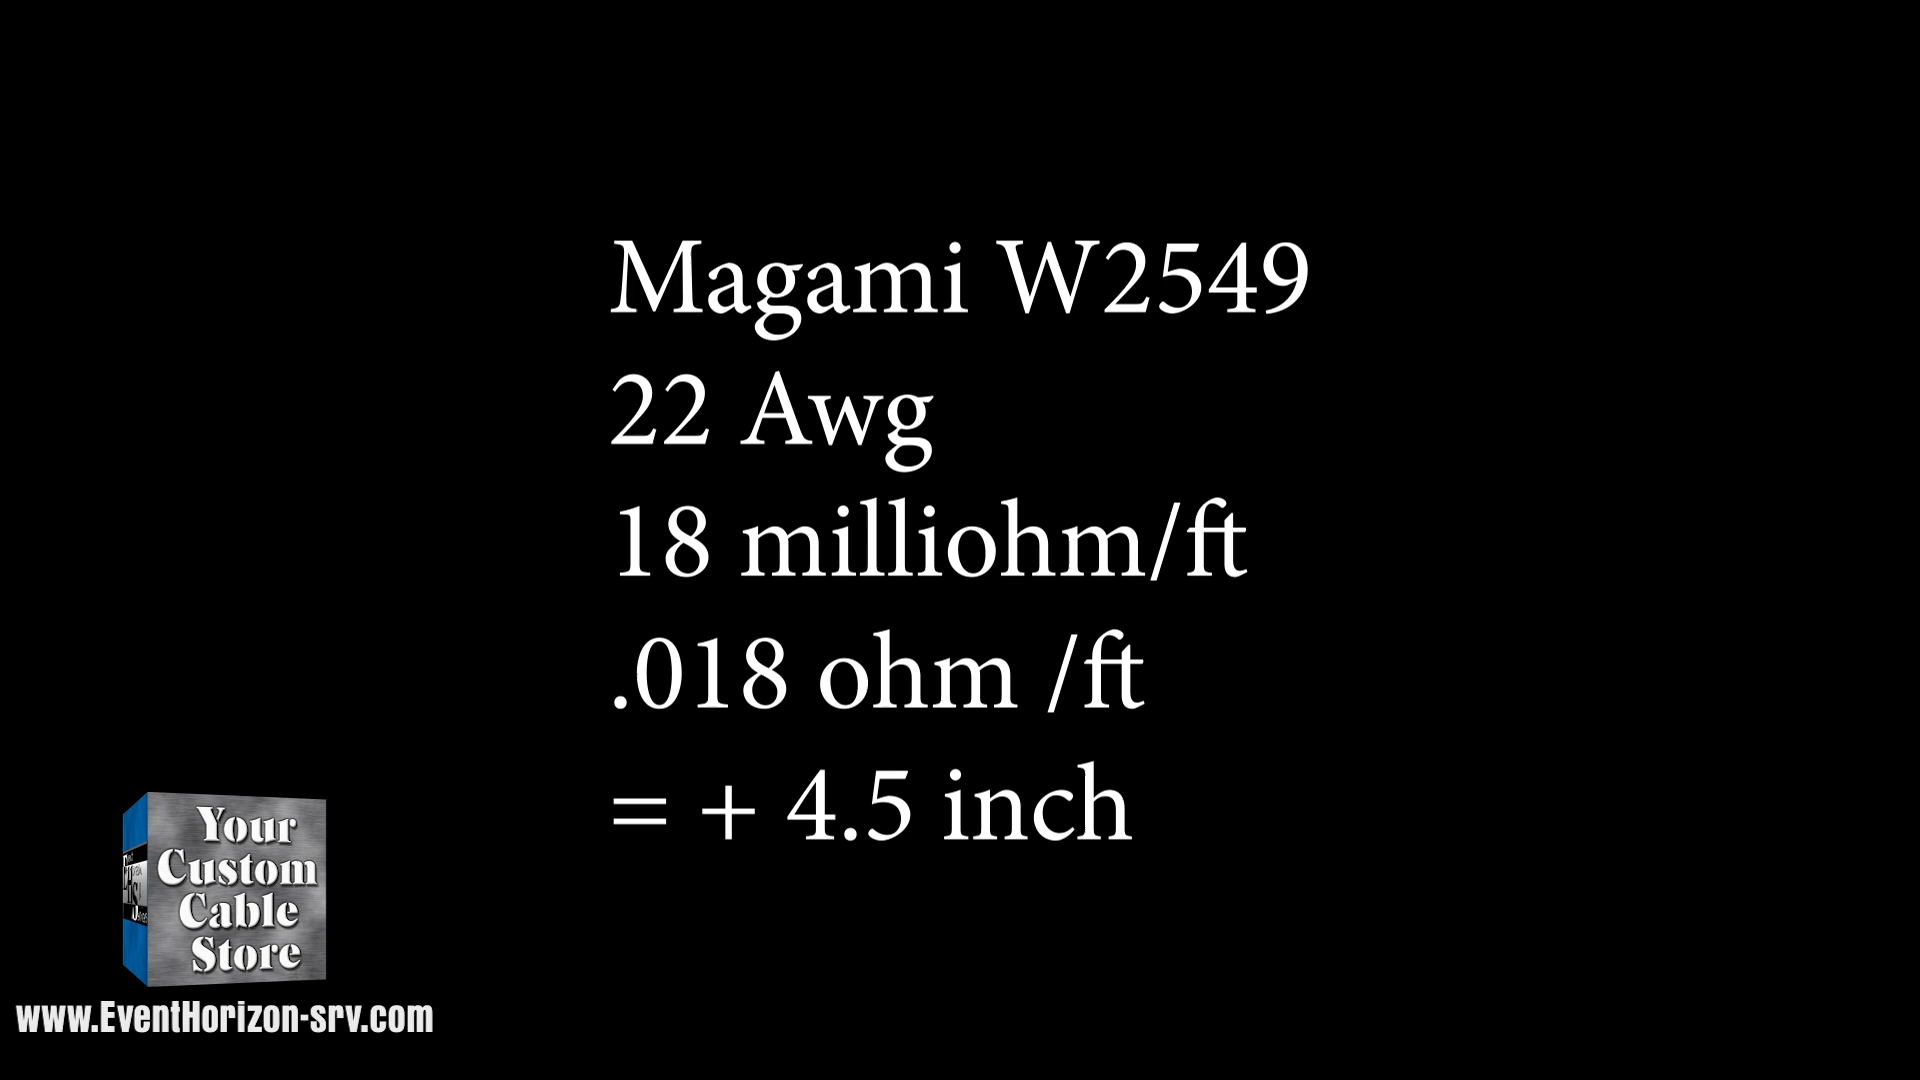 Magami W2549
22 Awg
18 milliohm/ft
.018 ohm /ft
= + 4.5 inch
Your
Custom
Cable
Store
www.EventHorizon-srv.com